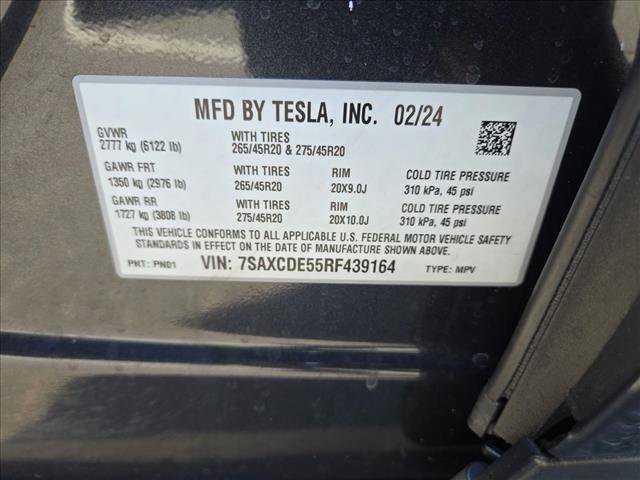 MFD BY TESLA, INC. 02/24
GVWR
2777 kg (6122 lb)
WITH TIRES
265/45R20 & 275/45R20
GAWR FRT
1350 kg (2976 lb)
WITH TIRES
265/45R20
RIM
20X9.0J
COLD TIRE PRESSURE
310 kPa, 45 psi
GAWR RR
1727 kg (3808 lb)
WITH TIRES
275/45R20
RIM
20X10.0J
COLD TIRE PRESSURE
310 kPa, 45 psi
THIS VEHICLE CONFORMS TO ALL APPLICABLE U.S. FEDERAL MOTOR VEHICLE SAFETY
STANDARDS IN EFFECT ON THE DATE OF MANUFACTURE SHOWN ABOVE.
PNT: PN01 VIN: 7SAXCDE55RF439164 TYPE: MPV